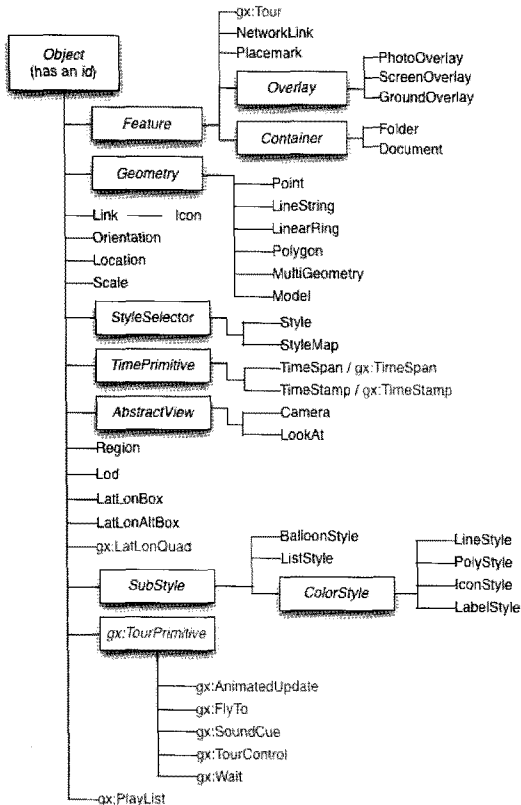 gx:Tour
NetworkLink
Placemark
Object
(has an id)
Overlay
PhotoOverlay
ScreenOverlay
GroundOverlay
Feature
Container
Folder
Document
Geometry
Point
LineString
LinearRing
Polygon
MultiGeometry
Model
Link
Icon
Orientation
Location
Scale
StyleSelector
Style
StyleMap
TimePrimitive
TimeSpan / gx:TimeSpan
TimeStamp / gx:TimeStamp
AbstractView
Camera
LookAt
Region
Lod
LatLonBox
LatLonAltBox
gx:LatLonQuad
SubStyle
BalloonStyle
ListStyle
ColorStyle
LineStyle
PolyStyle
IconStyle
LabelStyle
gx:TourPrimitive
gx:AnimatedUpdate
gx:FlyTo
gx:SoundCue
gx:TourControl
gx:Wait
gx:PlayList